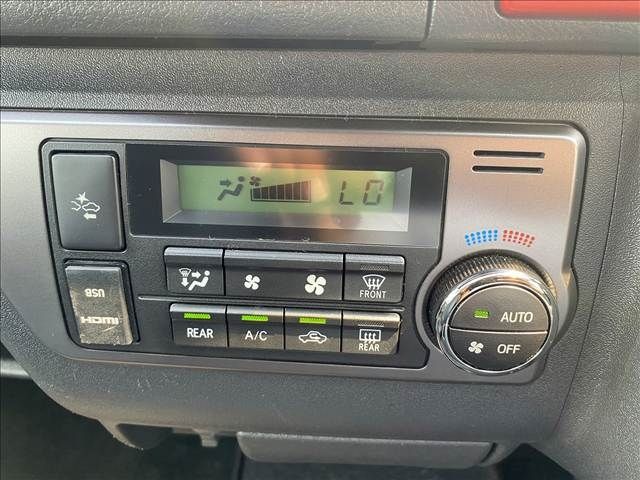 LO
FRONT
USB
HDMI
REAR
A/C
REAR
AUTO
OFF